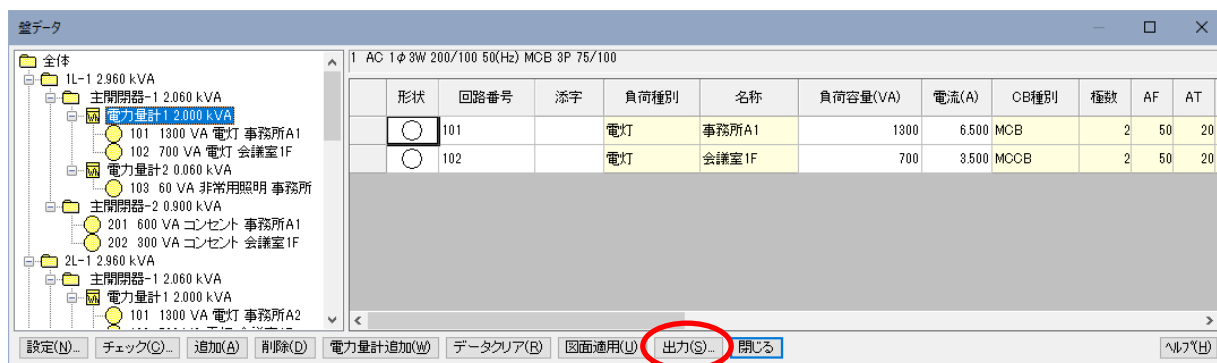 盤データ
全体
1L-1 2.960 kVA
主開閉器-1 2.060 kVA
電力量計1 2.000 kVA
101 1300 VA 電灯 事務所A1
102 700 VA 電灯 会議室1F
電力量計2 0.060 kVA
103 60 VA 非常用照明 事務所
主開閉器-2 0.900 kVA
201 600 VA コンセント 事務所A1
202 300 VA コンセント 会議室1F
2L-1 2.960 kVA
主開閉器-1 2.060 kVA
電力量計1 2.000 kVA
101 1300 VA 電灯 事務所A2
1 AC 1φ3W 200/100 50(Hz) MCB 3P 75/100
形状 回路番号 添字 負荷種別 名称 負荷容量(VA) 電流(A) CB種別 極数 AF AT
101 電灯 事務所A1 1300 6.500 MCB 2 50 20
102 電灯 会議室1F 700 3.500 MCCB 2 50 20
設定(N)... チェック(C)... 追加(A) 削除(D) 電力量計追加(W) データクリア(R) 図面適用(U) 出力(S)... 閉じる ヘルプ(H)